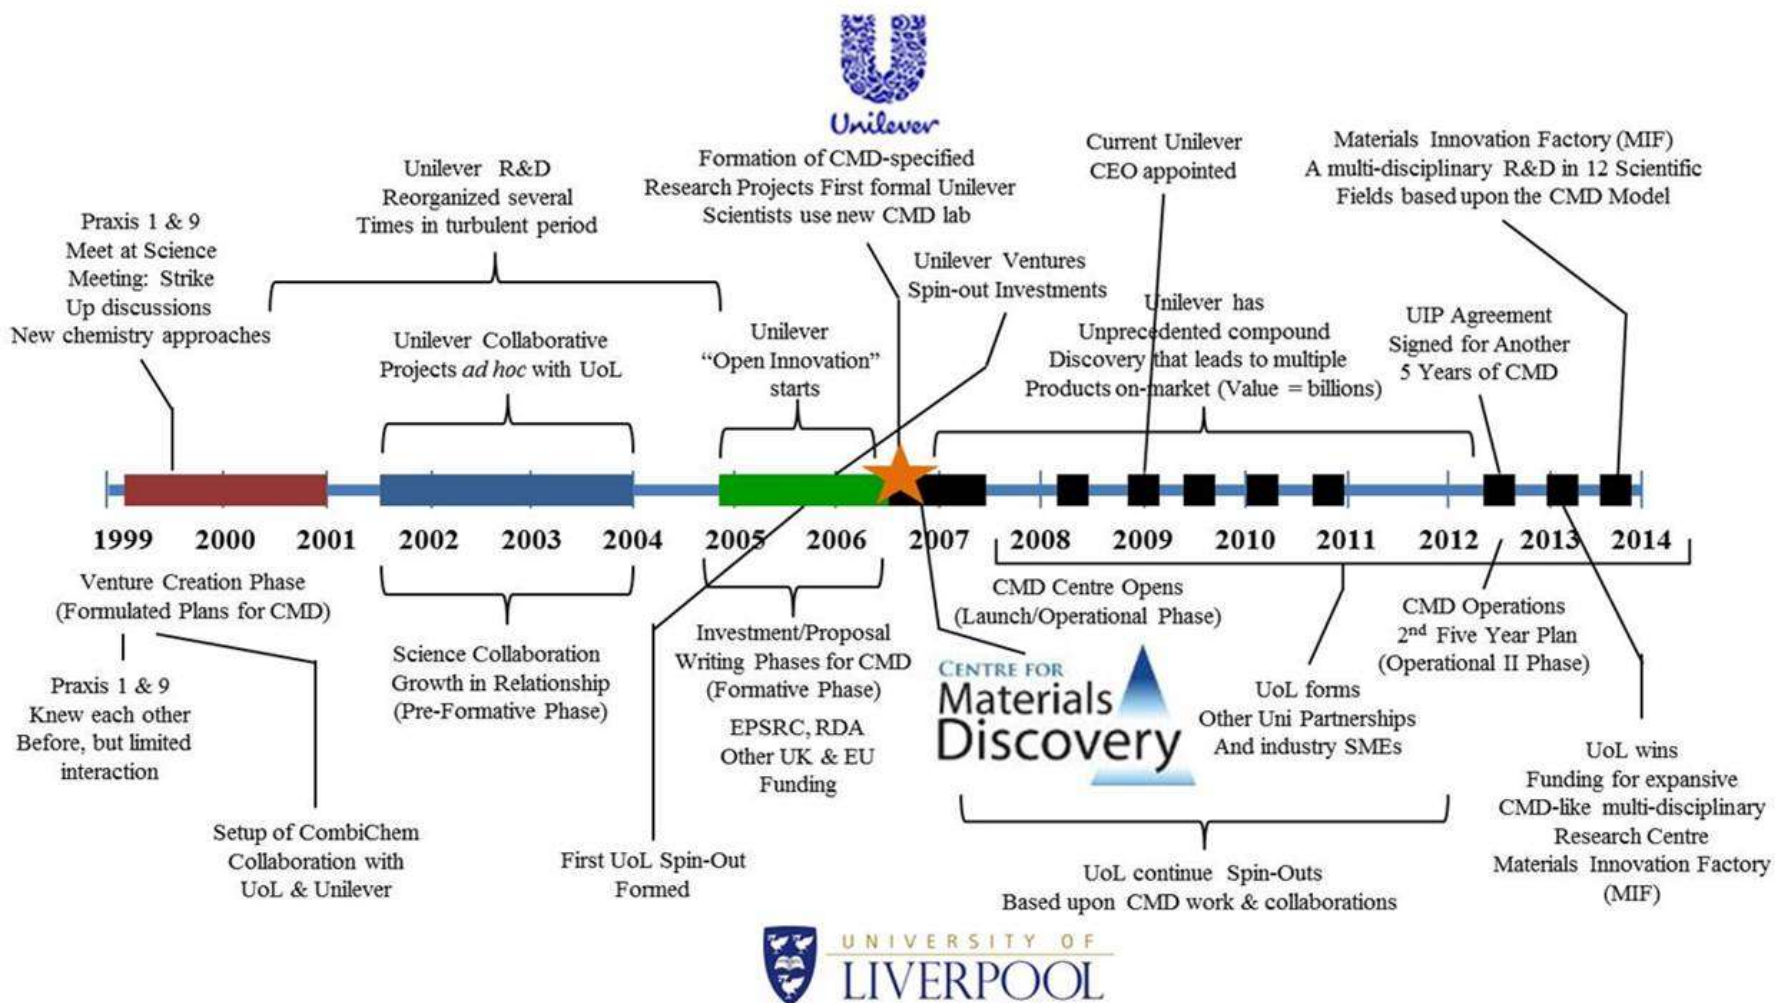 Unilever
Formation of CMD-specified
Research Projects First formal Unilever
Scientists use new CMD lab
Current Unilever
CEO appointed
Materials Innovation Factory (MIF)
A multi-disciplinary R&D in 12 Scientific
Fields based upon the CMD Model
Unilever R&D
Reorganized several
Times in turbulent period
Praxis 1 & 9
Meet at Science
Meeting: Strike
Up discussions
New chemistry approaches
Unilever Ventures
Spin-out Investments
Unilever Collaborative
Projects ad hoc with UoL
Unilever
“Open Innovation”
starts
Unilever has
Unprecedented compound
Discovery that leads to multiple
Products on-market (Value = billions)
UIP Agreement
Signed for Another
5 Years of CMD
1999 2000 2001 2002 2003 2004 2005 2006 2007 2008 2009 2010 2011 2012 2013 2014
Venture Creation Phase
(Formulated Plans for CMD)
Praxis 1 & 9
Knew each other
Before, but limited
interaction
Setup of CombiChem
Collaboration with
UoL & Unilever
Science Collaboration
Growth in Relationship
(Pre-Formative Phase)
First UoL Spin-Out
Formed
Investment/Proposal
Writing Phases for CMD
(Formative Phase)
EPSRC, RDA
Other UK & EU
Funding
CMD Centre Opens
(Launch/Operational Phase)
CENTRE FOR
Materials
Discovery
UoL forms
Other Uni Partnerships
And industry SMEs
CMD Operations
2nd Five Year Plan
(Operational II Phase)
UoL wins
Funding for expansive
CMD-like multi-disciplinary
Research Centre
Materials Innovation Factory
(MIF)
UoL continue Spin-Outs
Based upon CMD work & collaborations
UNIVERSITY OF
LIVERPOOL